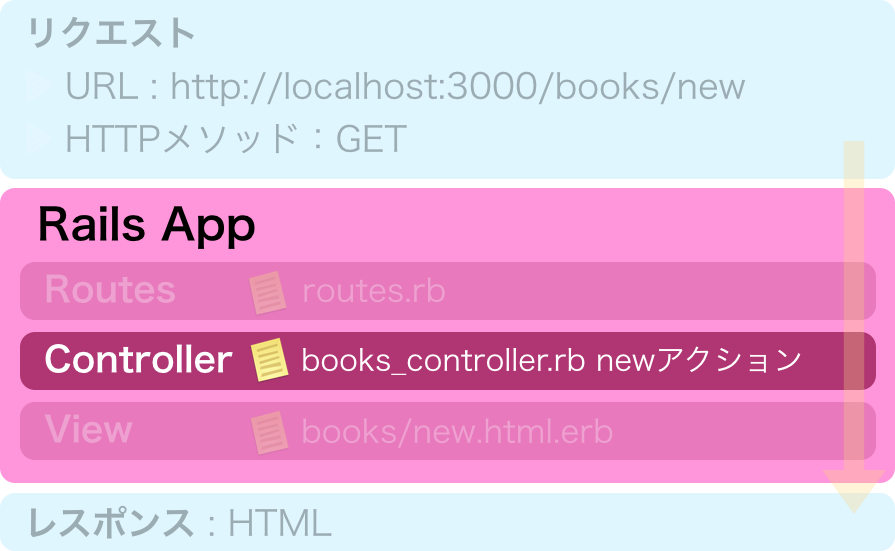 リクエスト
URL : http://localhost:3000/books/new
HTTPメソッド：GET
Rails App
Routes routes.rb
Controller books_controller.rb newアクション
View books/new.html.erb
レスポンス : HTML